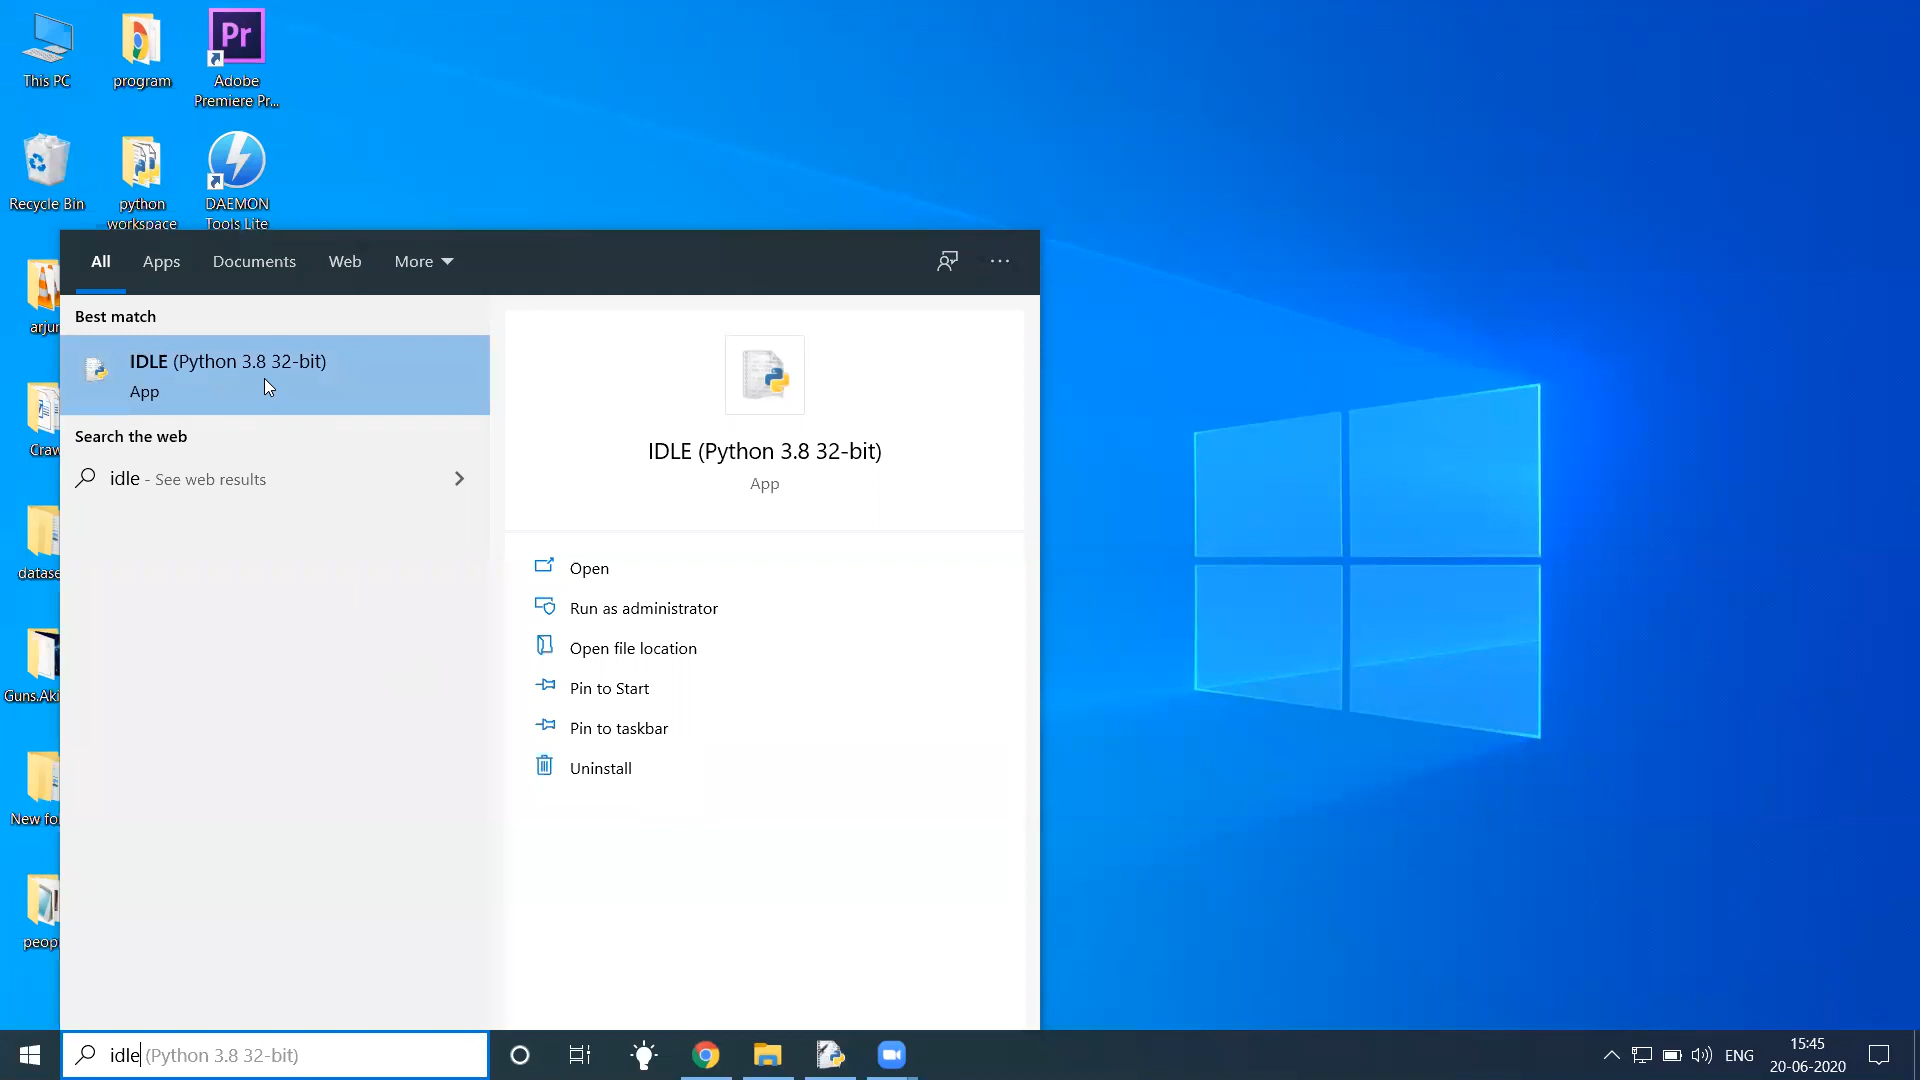 This PC
program
Pr
Adobe
Premiere Pr...
Recycle Bin
python
workspace
DAEMON
Tools Lite
All
Apps
Documents
Web
More
Best match
IDLE (Python 3.8 32-bit)
App
Search the web
idle - See web results
IDLE (Python 3.8 32-bit)
App
Open
Run as administrator
Open file location
Pin to Start
Pin to taskbar
Uninstall
arjun
Craw
datase
Guns.Aki
New fo
peop
idle (Python 3.8 32-bit)
ENG
15:45
20-06-2020